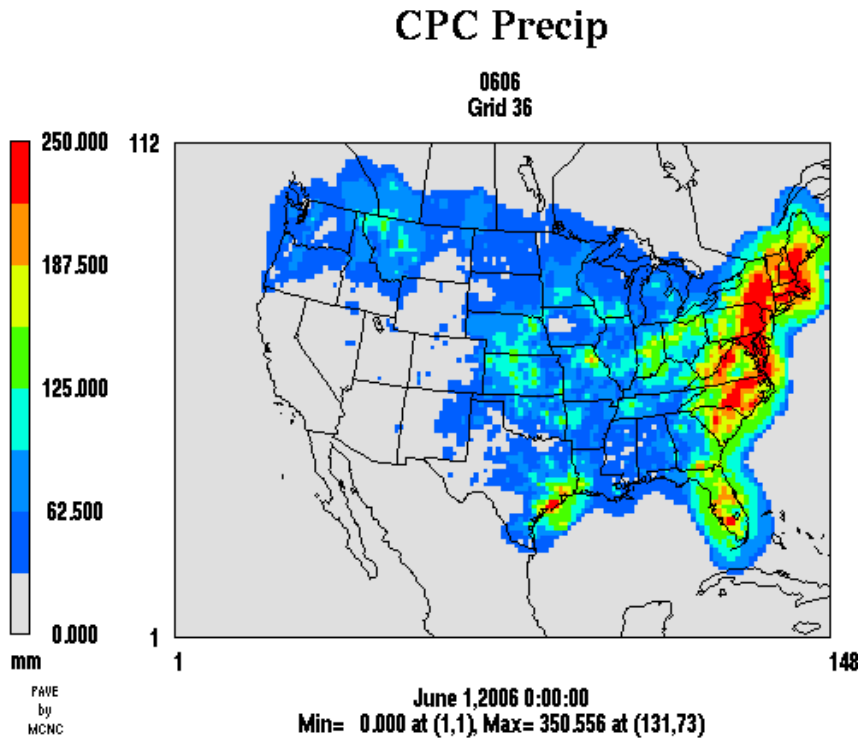 CPC Precip
0606
Grid 36
250.000
187.500
125.000
62.500
0.000
mm
PAVE
by
MCNC
112
1
1
148
June 1,2006 0:00:00
Min= 0.000 at (1,1), Max= 350.556 at (131,73)